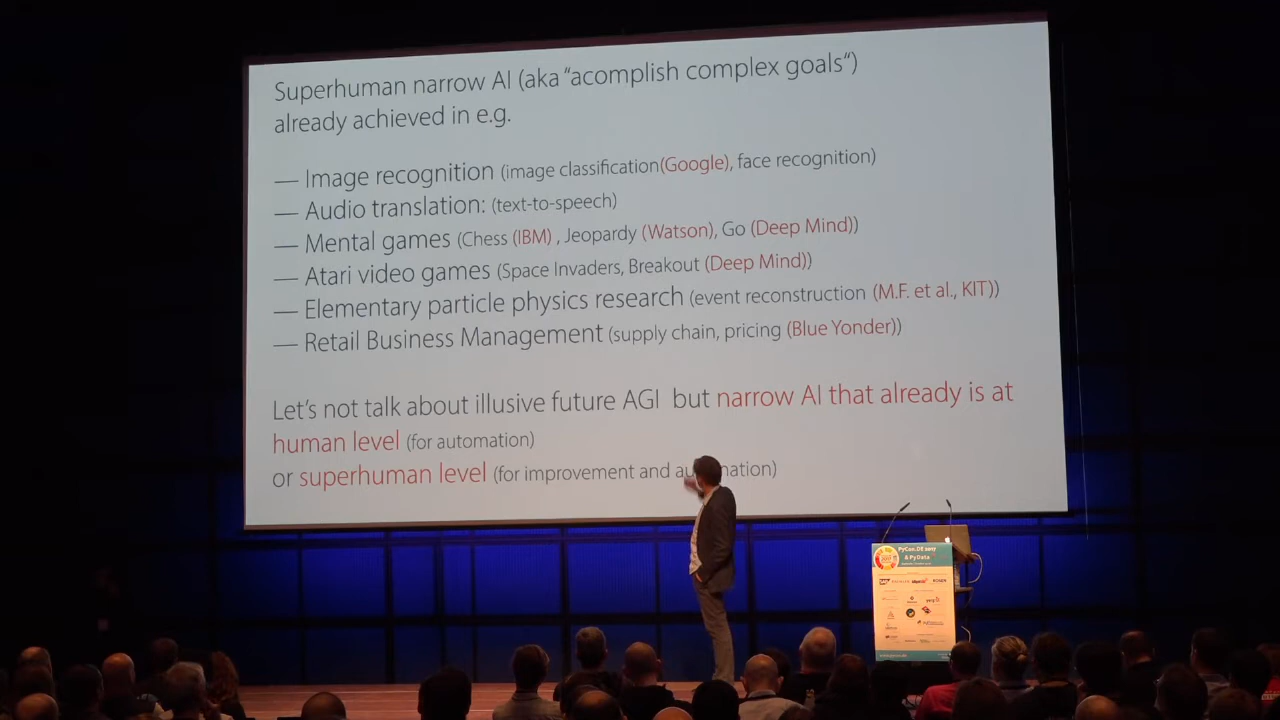 Superhuman narrow AI (aka “acomplish complex goals“)
already achieved in e.g.
— Image recognition (image classification(Google), face recognition)
— Audio translation: (text-to-speech)
— Mental games (Chess (IBM) , Jeopardy (Watson), Go (Deep Mind))
— Atari video games (Space Invaders, Breakout (Deep Mind))
— Elementary particle physics research (event reconstruction (M.F. et al., KIT))
— Retail Business Management (supply chain, pricing (Blue Yonder))
Let’s not talk about illusive future AGI but narrow AI that already is at
human level (for automation)
or superhuman level (for improvement and au mation)
PyCon.DE 2017
& PyData